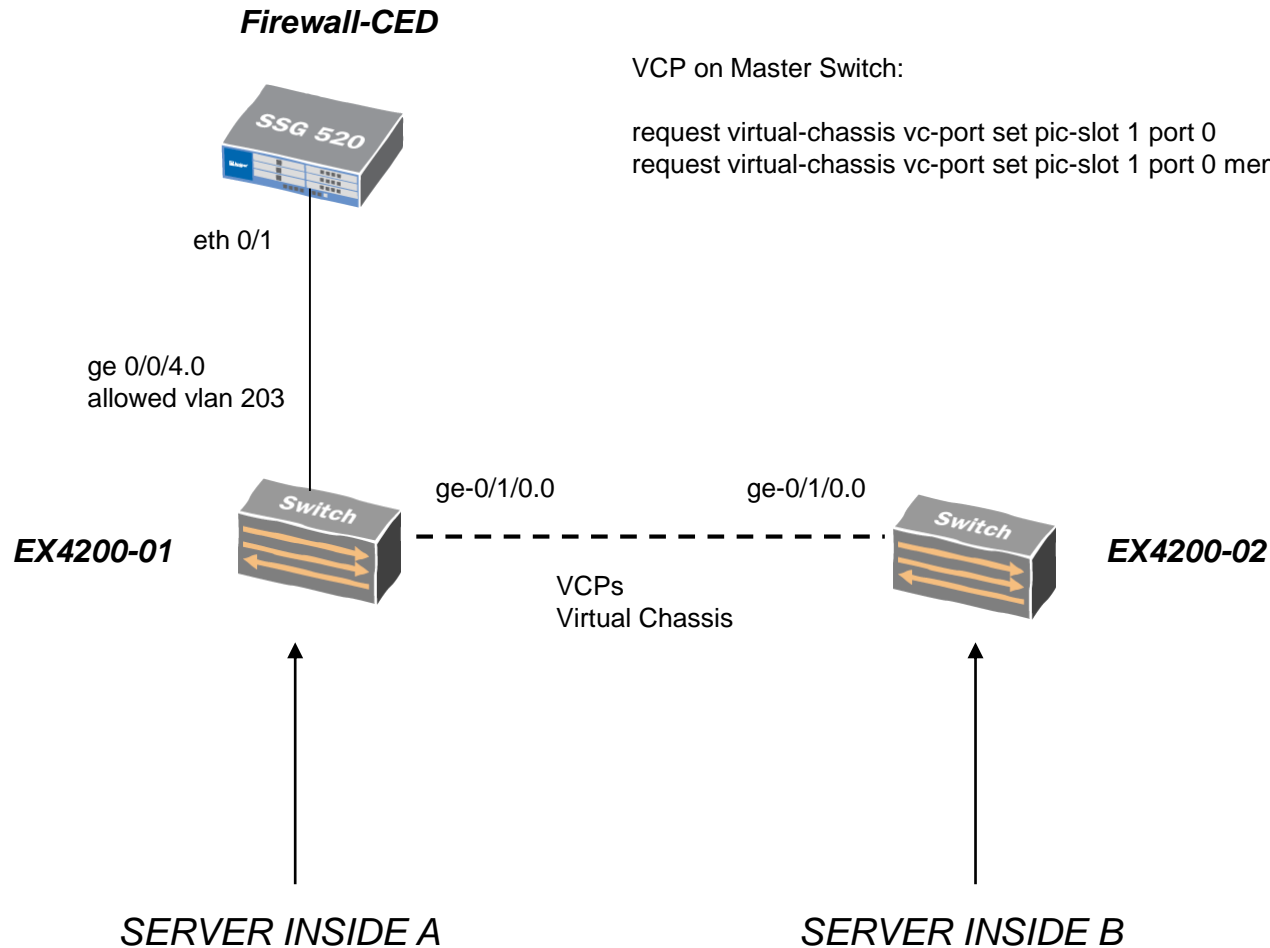 Firewall-CED
VCP on Master Switch:
request virtual-chassis vc-port set pic-slot 1 port 0
request virtual-chassis vc-port set pic-slot 1 port 0
SSG 520
eth 0/1
ge 0/0/4.0
allowed vlan 203
ge-0/1/0.0
ge-0/1/0.0
Switch
Switch
EX4200-01
EX4200-02
VCPs
Virtual Chassis
SERVER INSIDE A
SERVER INSIDE B